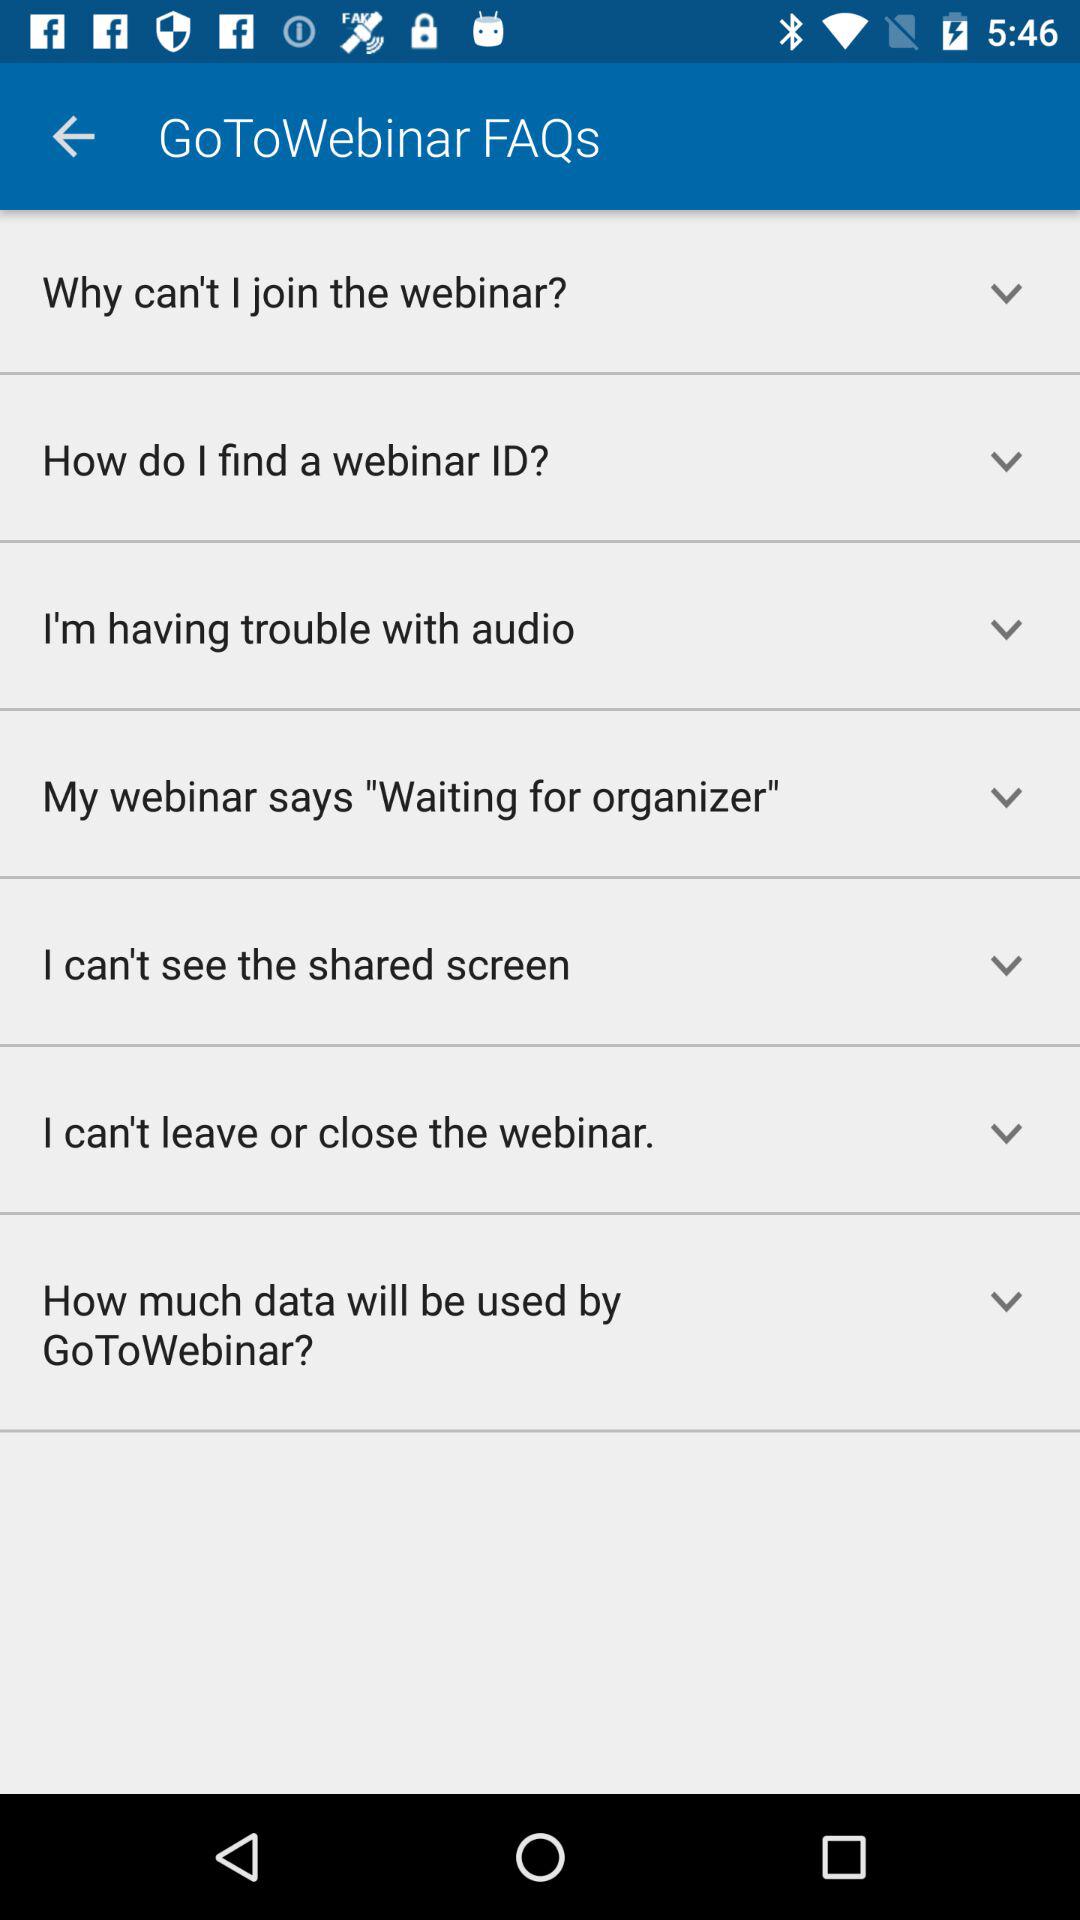 FAKE
5:46
GoToWebinar FAQs
Why can't I join the webinar?
How do I find a webinar ID?
I'm having trouble with audio
My webinar says "Waiting for organizer"
I can't see the shared screen
I can't leave or close the webinar.
How much data will be used by
GoToWebinar?